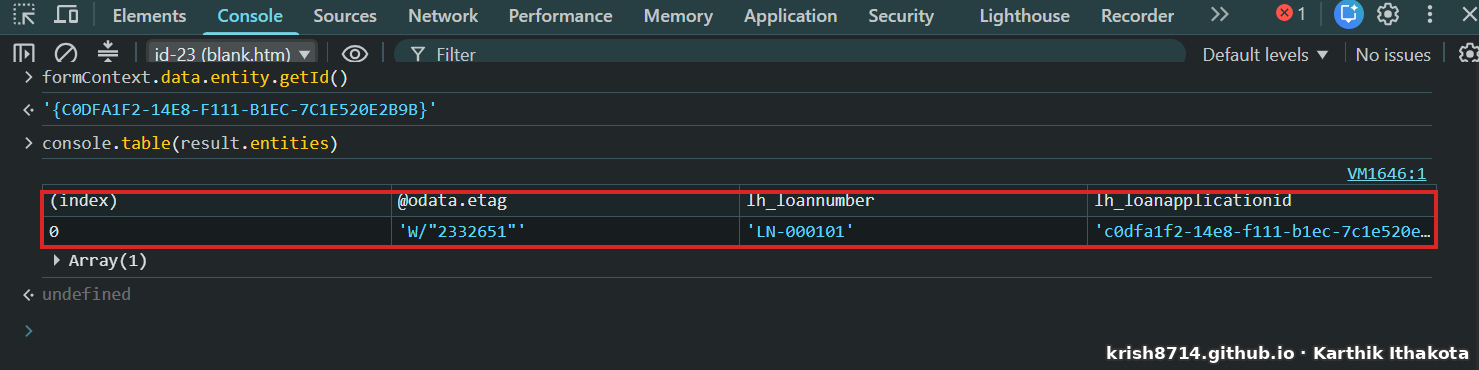 Elements Console Sources Network Performance Memory Application Security Lighthouse Recorder 1
id-23 (blank.htm) Filter Default levels No issues
formContext.data.entity.getId()
'{C0DFA1F2-14E8-F111-B1EC-7C1E520E2B9B}'
console.table(result.entities)
VM1646:1
(index) @odata.etag lh_loannumber lh_loanapplicationid
0 'W/"2332651"' 'LN-000101' 'c0dfa1f2-14e8-f111-b1ec-7c1e520e…
Array(1)
undefined
krish8714.github.io · Karthik Ithakota